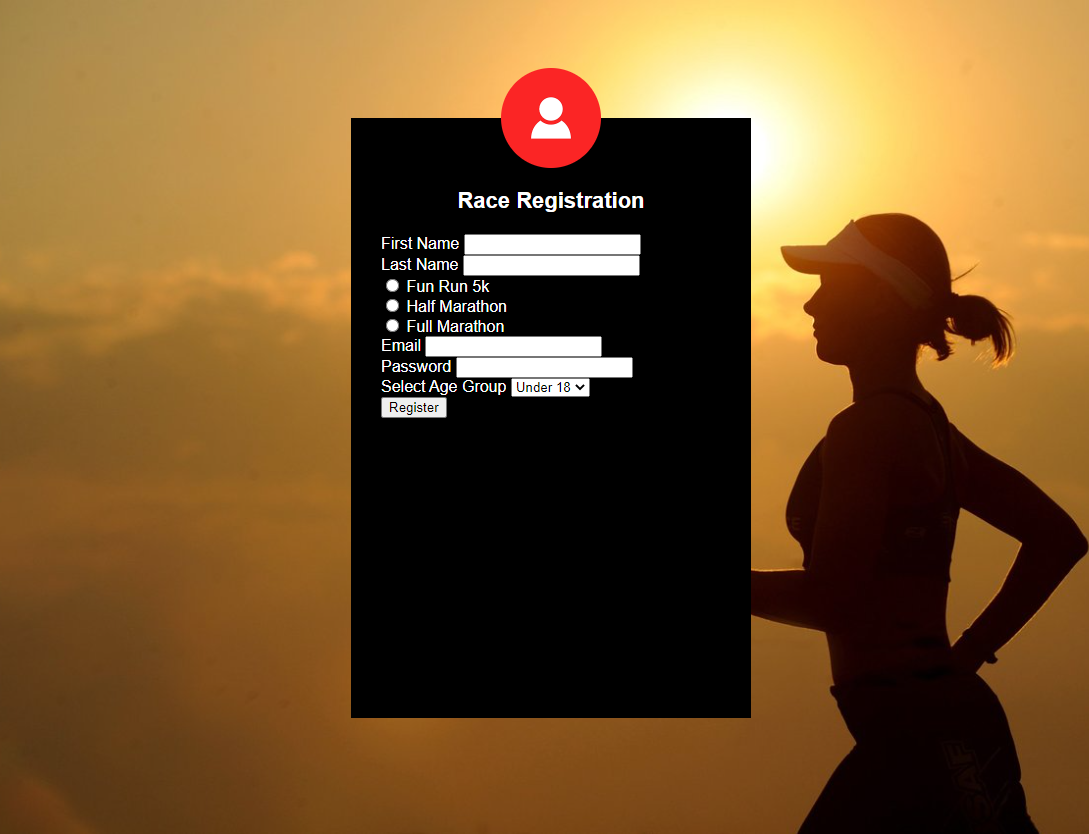 Race Registration
First Name
Last Name
Fun Run 5k
Half Marathon
Full Marathon
Email
Password
Select Age Group Under 18
Register